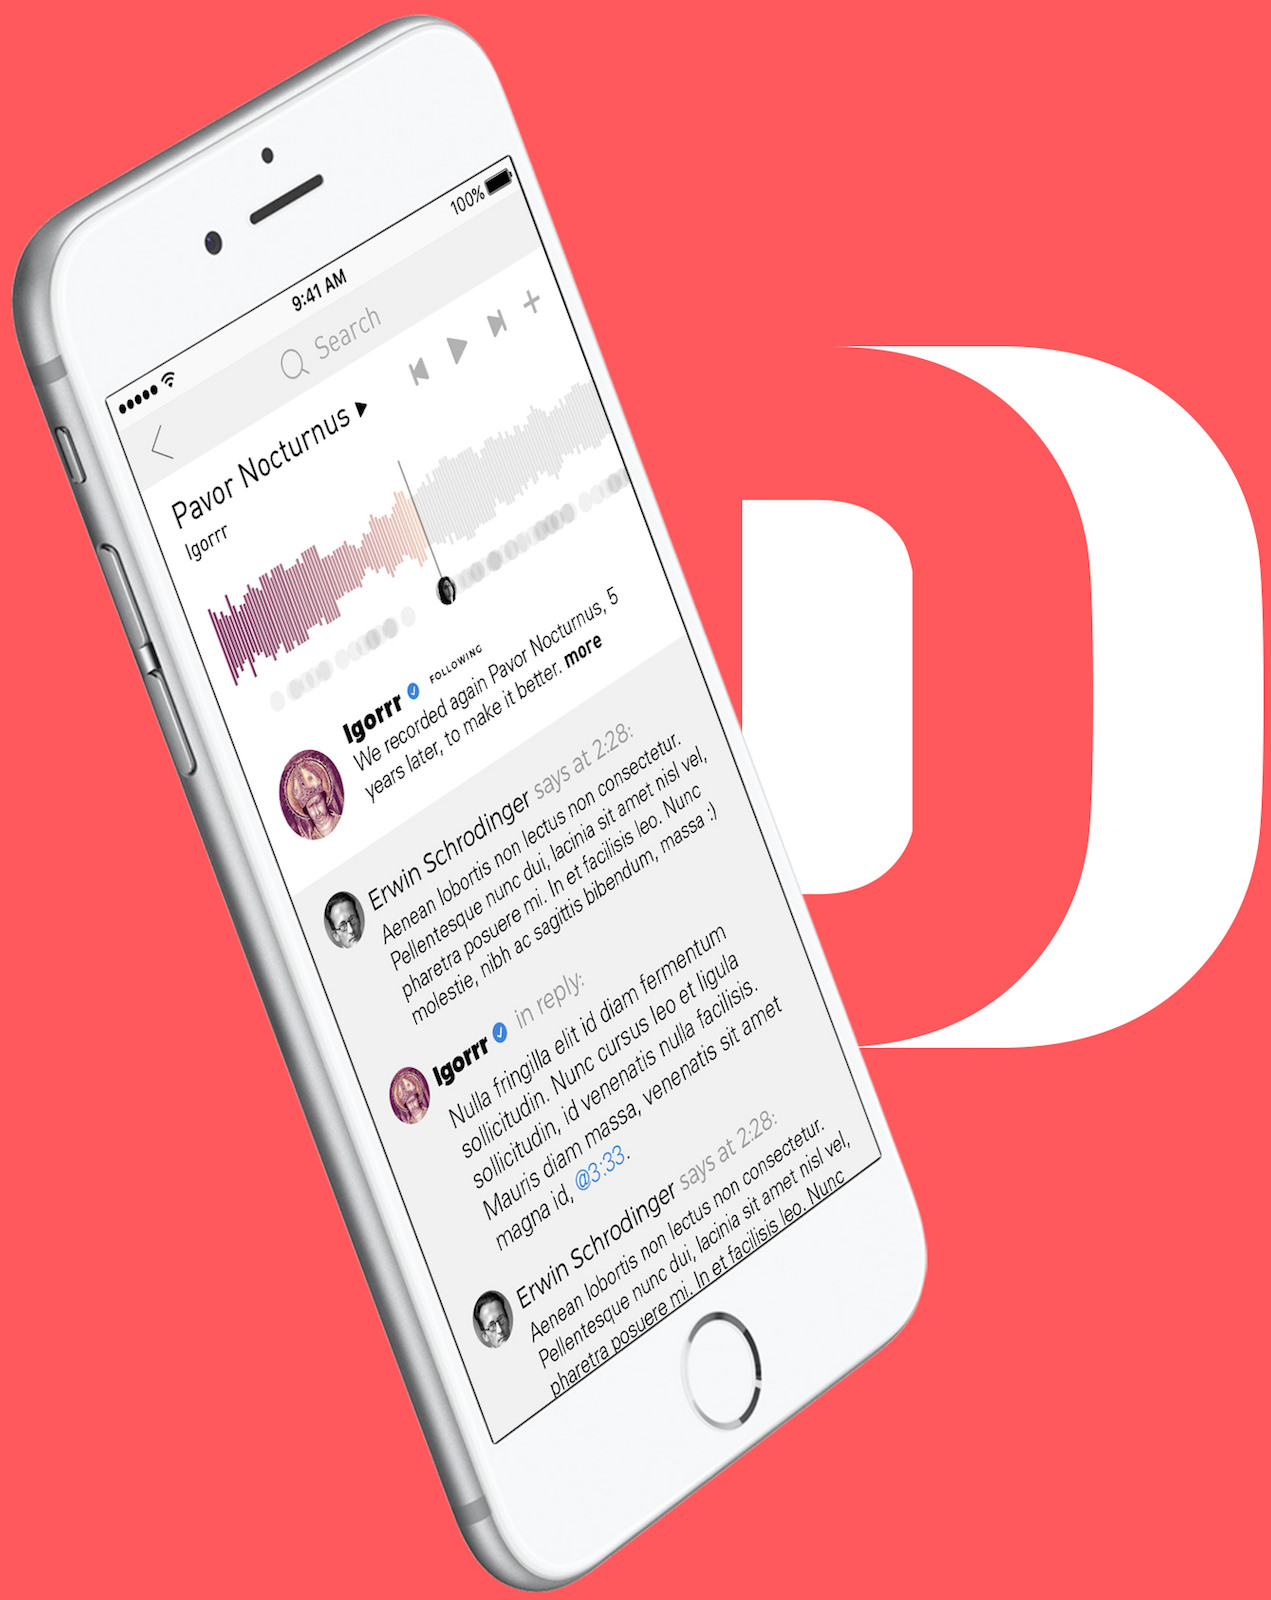 100%
9:41 AM
Search
Pavor Nocturnus
Igorrr
Igorrr FOLLOWING
We recorded again Pavor Nocturnus, 5
years later, to make it better. more
Erwin Schrodinger says at 2:28:
Aenean lobortis non lectus non consectetur.
Pellentesque nunc dui, lacinia sit amet nisl vel,
pharetra posuere mi. In et facilisis leo. Nunc
molestie, nibh ac sagittis bibendum, massa :)
Igorrr in reply:
Nulla fringilla elit id diam fermentum
sollicitudin. Nunc cursus leo et ligula
sollicitudin, id venenatis nulla facilisis.
Mauris diam massa, venenatis sit amet
magna id, @3:33.
Erwin Schrodinger says at 2:28:
Aenean lobortis non lectus non consectetur.
Pellentesque nunc dui, lacinia sit amet nisl vel,
pharetra posuere mi. In et facilisis leo. Nunc